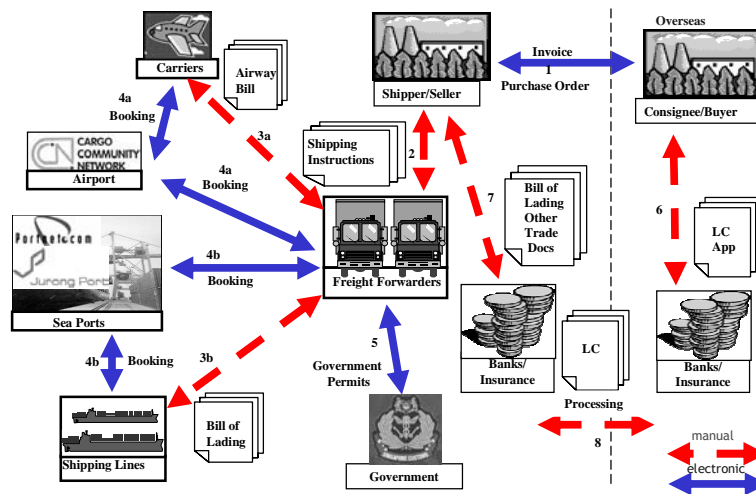 Overseas
Carriers
Airway
Bill
Shipper/Seller
Invoice
1
Purchase Order
Consignee/Buyer
4a
Booking
3a
CARGO
COMMUNITY
NETWORK
Airport
4a
Booking
Shipping
Instructions
2
7
Bill of
Lading
Other
Trade
Docs
6
LC
App
Portnet.com
Jurong Port
Sea Ports
4b
Booking
Freight Forwarders
4b
Booking
3b
5
Government
Permits
Banks/
Insurance
LC
Processing
8
Banks/
Insurance
Shipping Lines
Bill of
Lading
Government
manual
electronic